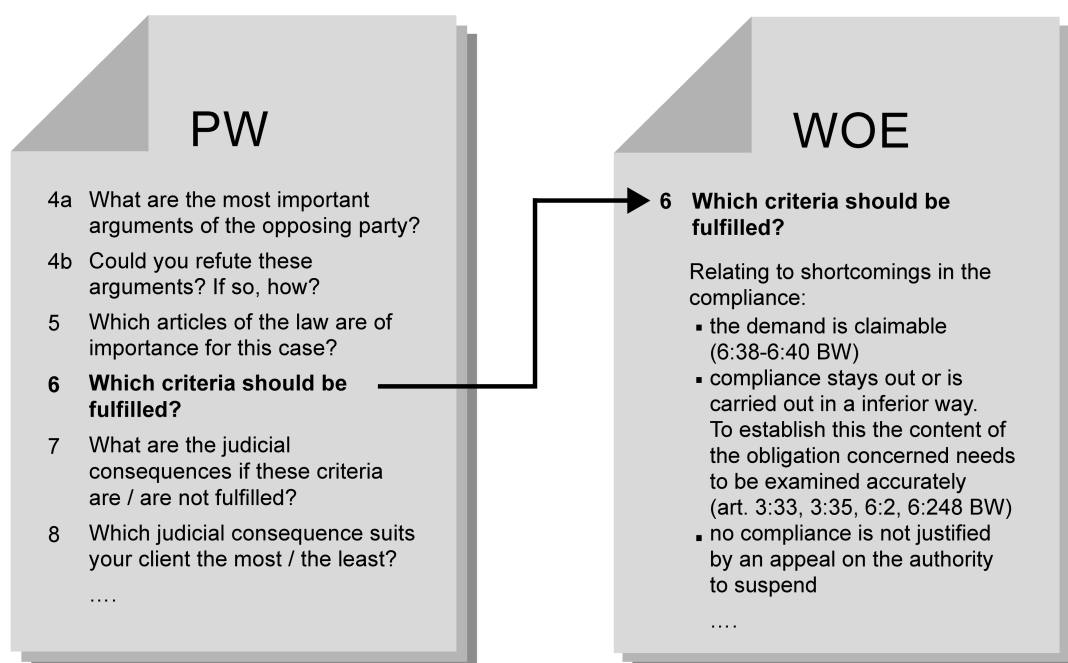 PW
4a What are the most important
arguments of the opposing party?
4b Could you refute these
arguments? If so, how?
5 Which articles of the law are of
importance for this case?
6 Which criteria should be
fulfilled?
7 What are the judicial
consequences if these criteria
are / are not fulfilled?
8 Which judicial consequence suits
your client the most / the least?
....
WOE
6 Which criteria should be
fulfilled?
Relating to shortcomings in the
compliance:
▪ the demand is claimable
(6:38-6:40 BW)
▪ compliance stays out or is
carried out in a inferior way.
To establish this the content of
the obligation concerned needs
to be examined accurately
(art. 3:33, 3:35, 6:2, 6:248 BW)
▪ no compliance is not justified
by an appeal on the authority
to suspend
....